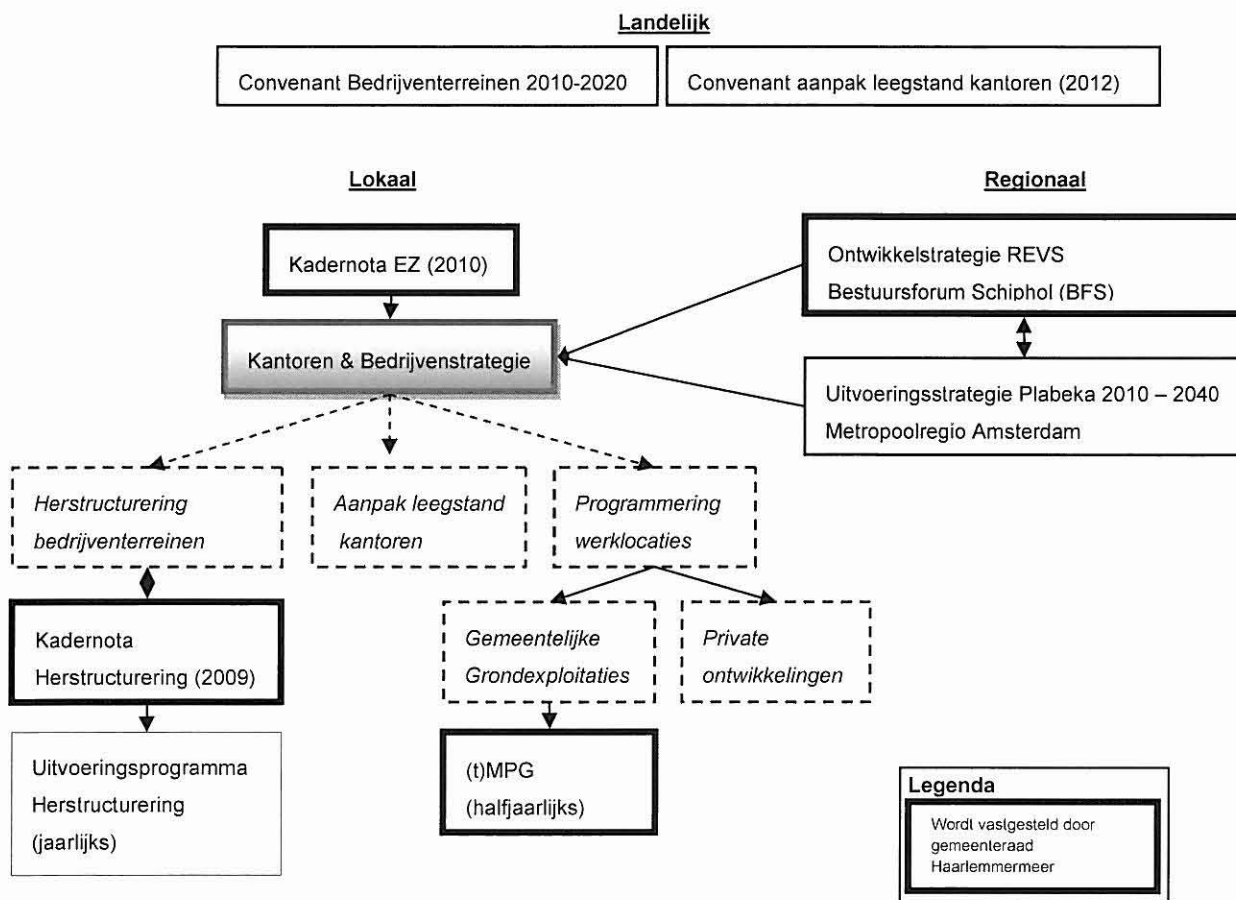 Landelijk
Convenant Bedrijventerreinen 2010-2020
Convenant aanpak leegstand kantoren (2012)
Lokaal
Regionaal
Kadernota EZ (2010)
Ontwikkelstrategie REVS
Bestuursforum Schiphol (BFS)
Kantoren & Bedrijvenstrategie
Uitvoeringsstrategie Plabeka 2010 – 2040
Metropoolregio Amsterdam
Herstructurering
bedrijventerreinen
Aanpak leegstand
kantoren
Programmering
werklocaties
Kadernota
Herstructurering (2009)
Gemeentelijke
Grondexploitaties
Private
ontwikkelingen
Uitvoeringsprogramma
Herstructurering
(jaarlijks)
(t)MPG
(halfjaarlijks)
Legenda
Wordt vastgesteld door
gemeenteraad
Haarlemmermeer